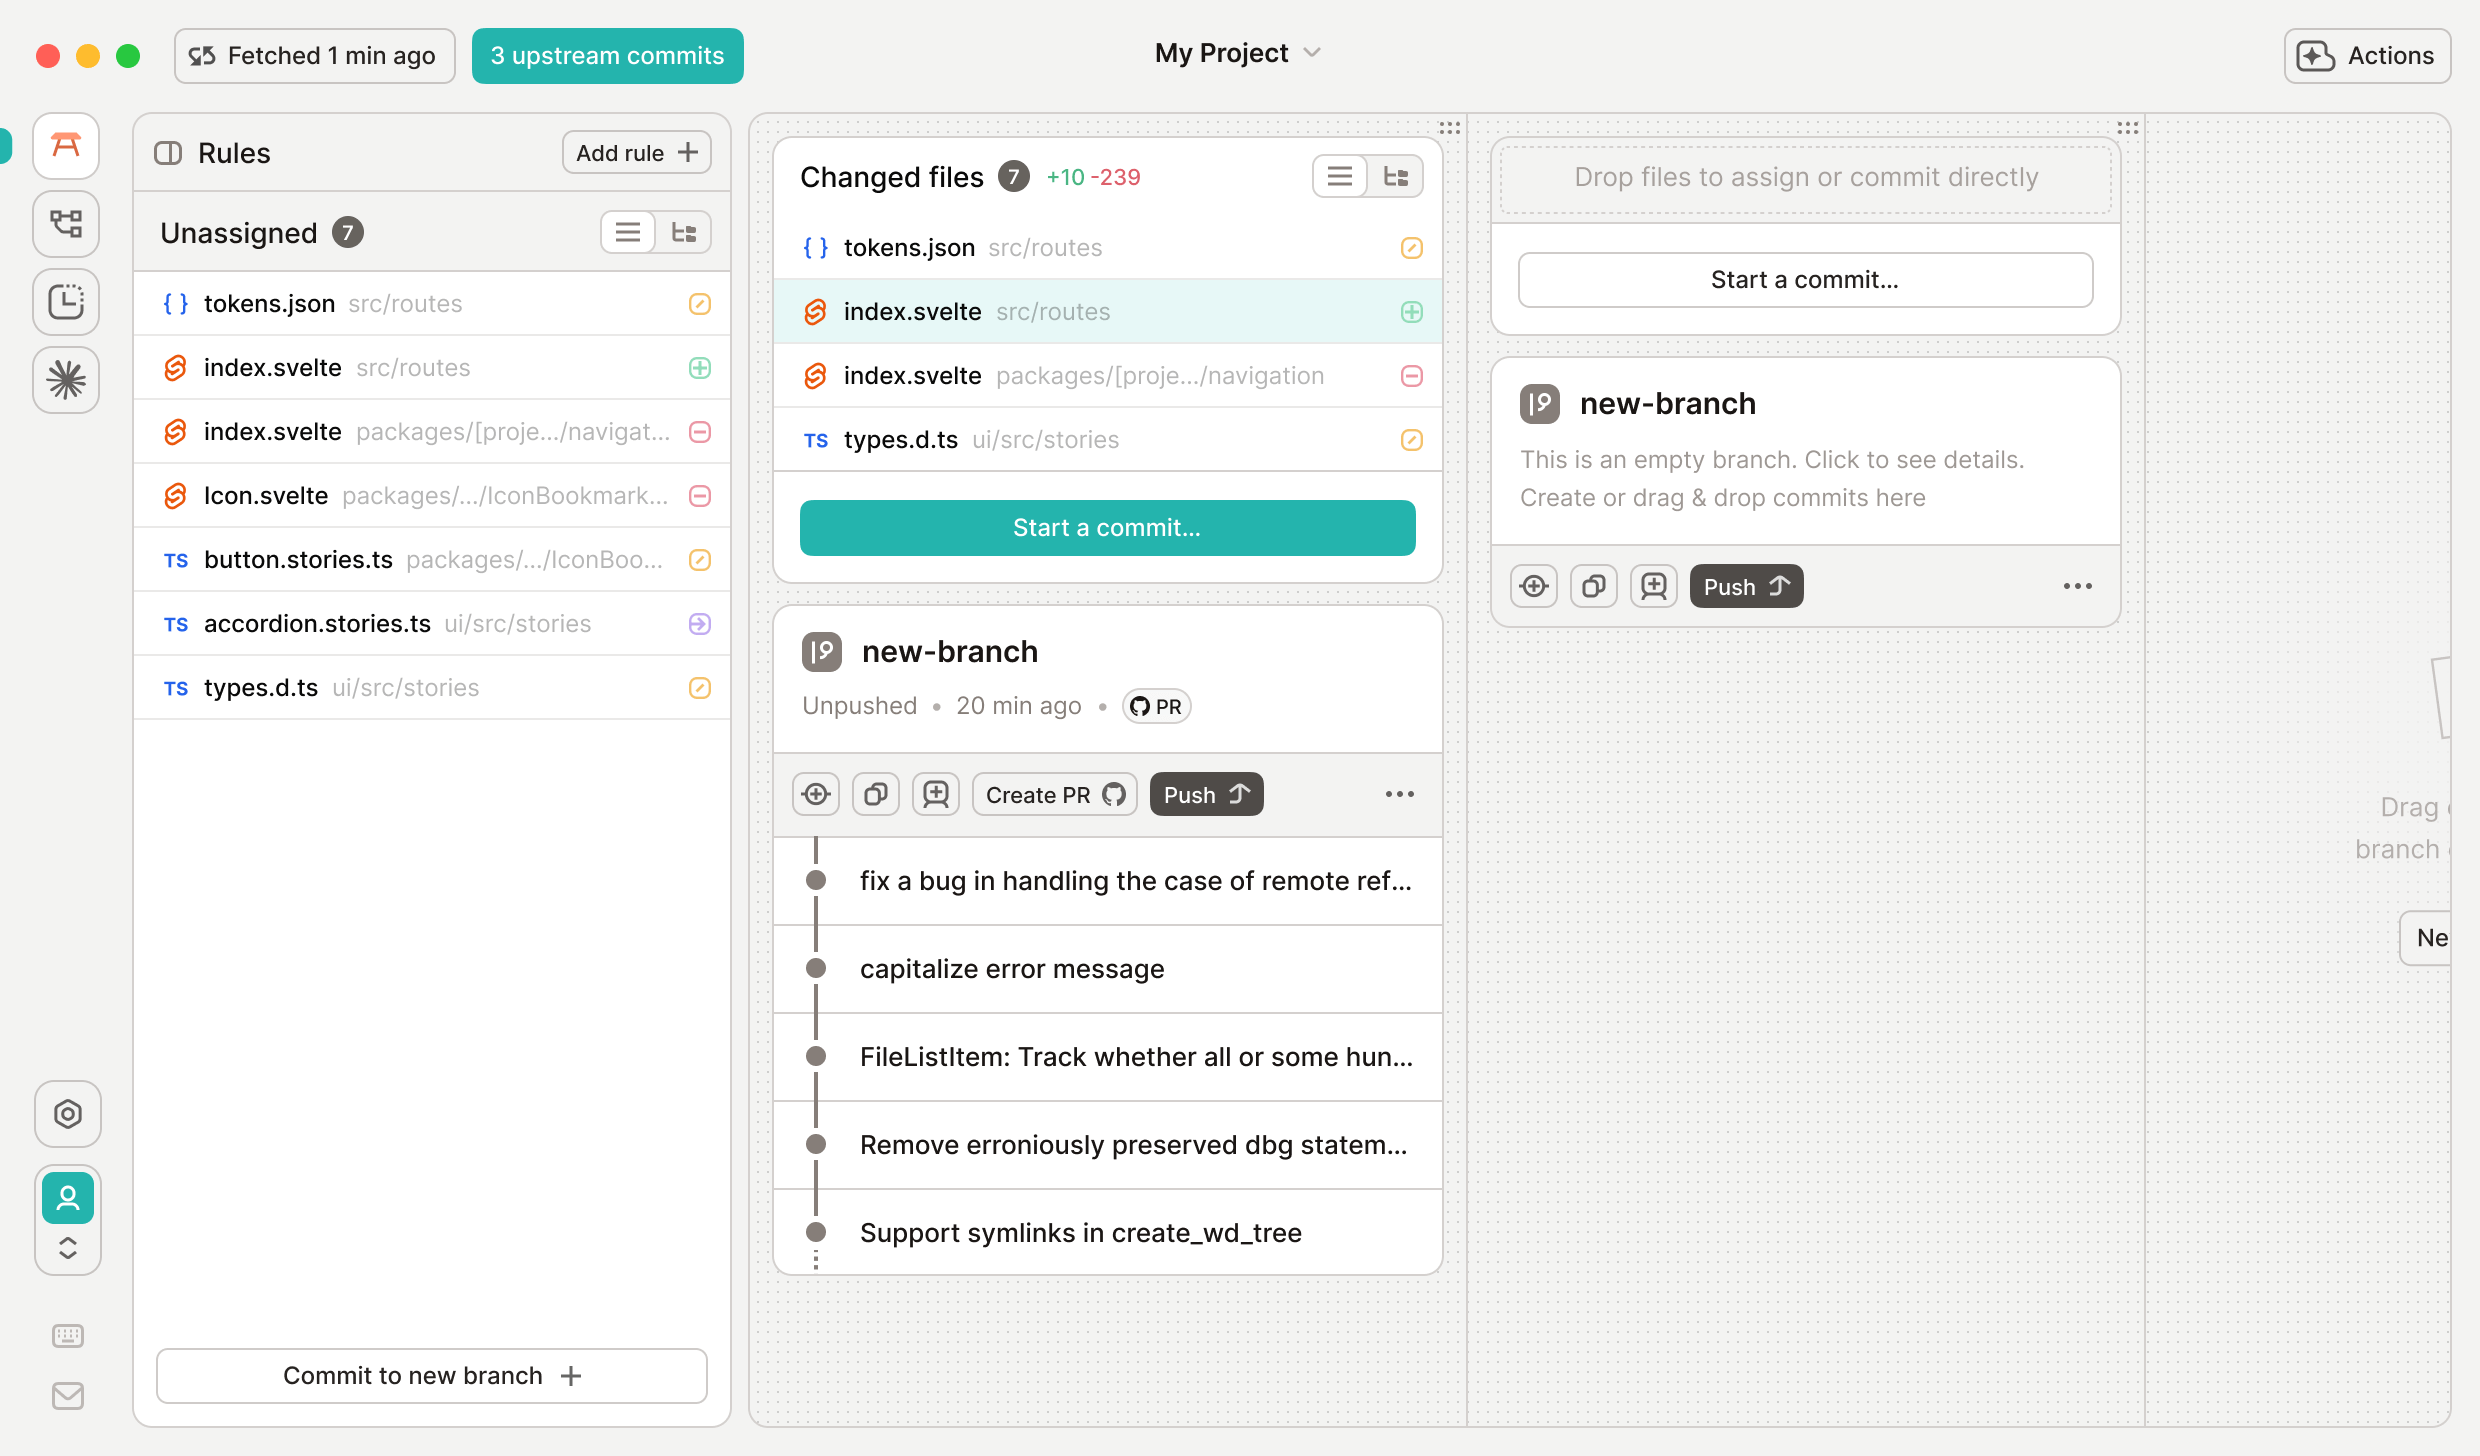 Fetched 1 min ago
3 upstream commits
My Project
Actions
Rules
Add rule
Unassigned 7
tokens.json src/routes
index.svelte src/routes
index.svelte packages/[proje.../navigat...
Icon.svelte packages/.../IconBookmark...
TS button.stories.ts packages/.../IconBoo...
TS accordion.stories.ts ui/src/stories
TS types.d.ts ui/src/stories
Commit to new branch
Changed files 7 +10 -239
tokens.json src/routes
index.svelte src/routes
index.svelte packages/[proje.../navigation
TS types.d.ts ui/src/stories
Start a commit...
new-branch
Unpushed • 20 min ago • PR
Create PR
Push
fix a bug in handling the case of remote ref...
capitalize error message
FileListItem: Track whether all or some hun...
Remove erroniously preserved dbg statem...
Support symlinks in create_wd_tree
Drop files to assign or commit directly
Start a commit...
new-branch
This is an empty branch. Click to see details.
Create or drag & drop commits here
Push
Drag
branch
Ne